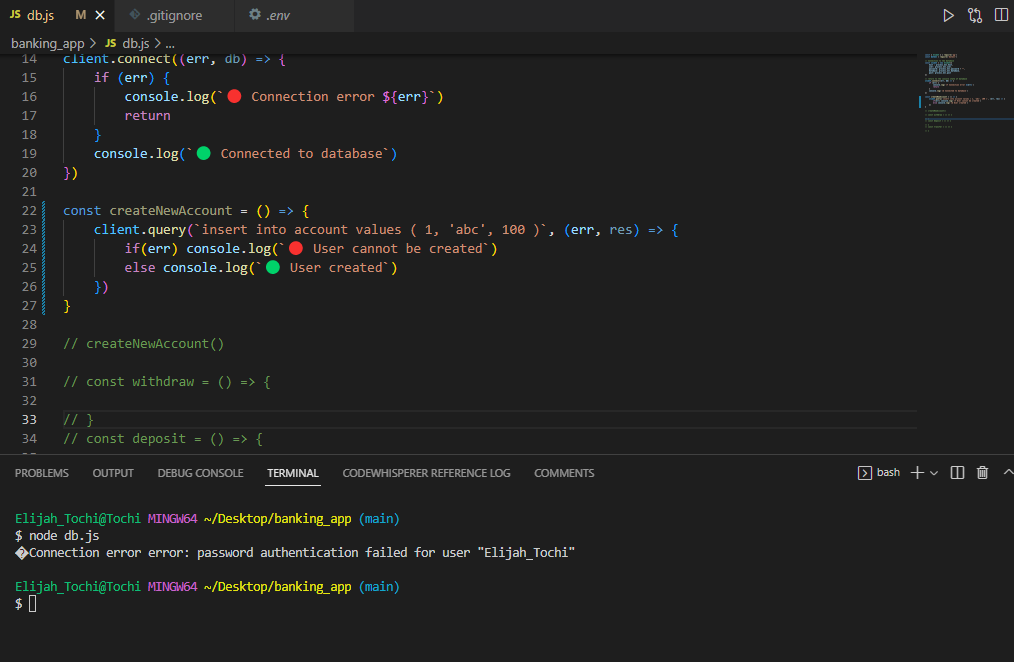 JS db.js M
.gitignore
.env
banking_app > JS db.js > ...
14 client.connect((err, db) => {
15 if (err) {
16 console.log(`🔴 Connection error ${err}`)
17 return
18 }
19 console.log(`🟢 Connected to database`)
20 })
21
22 const createNewAccount = () => {
23 client.query(`insert into account values ( 1, 'abc', 100 )`, (err, res) => {
24 if(err) console.log(`🔴 User cannot be created`)
25 else console.log(`🟢 User created`)
26 })
27 }
28
29 // createNewAccount()
30
31 // const withdraw = () => {
32
33 // }
34 // const deposit = () => {
PROBLEMS OUTPUT DEBUG CONSOLE TERMINAL CODEWHISPERER REFERENCE LOG COMMENTS bash
Elijah_Tochi@Tochi MINGW64 ~/Desktop/banking_app (main)
$ node db.js
�Connection error error: password authentication failed for user "Elijah_Tochi"
Elijah_Tochi@Tochi MINGW64 ~/Desktop/banking_app (main)
$